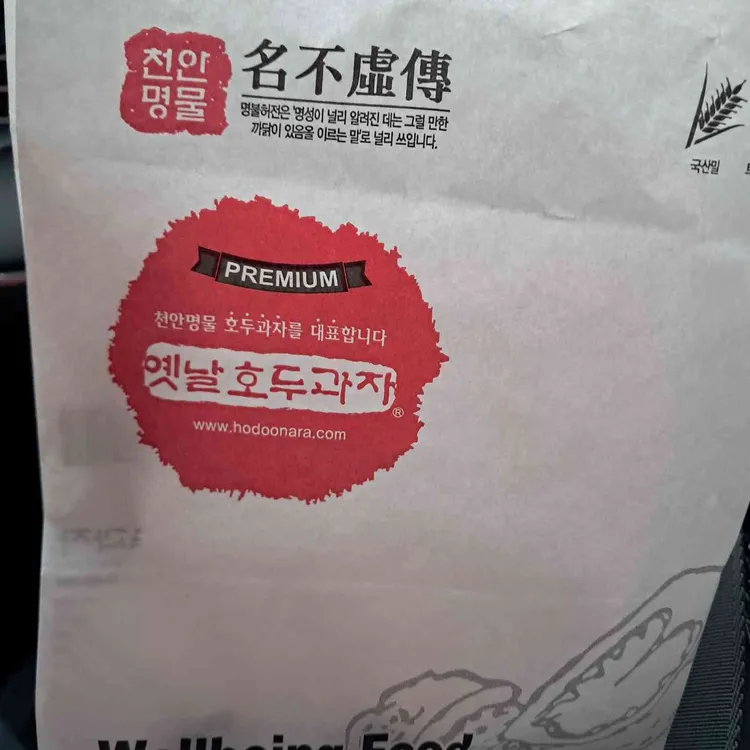 천안
명물
名不虛傳
명불허전은 '명성이 널리 알려진 데는 그럴 만한
까닭이 있음을 이르는 말'로 널리 쓰입니다.
국산밀
PREMIUM
천안명물 호두과자를 대표합니다
옛날호두과자®
www.hodoonara.com
Wellbeing Food